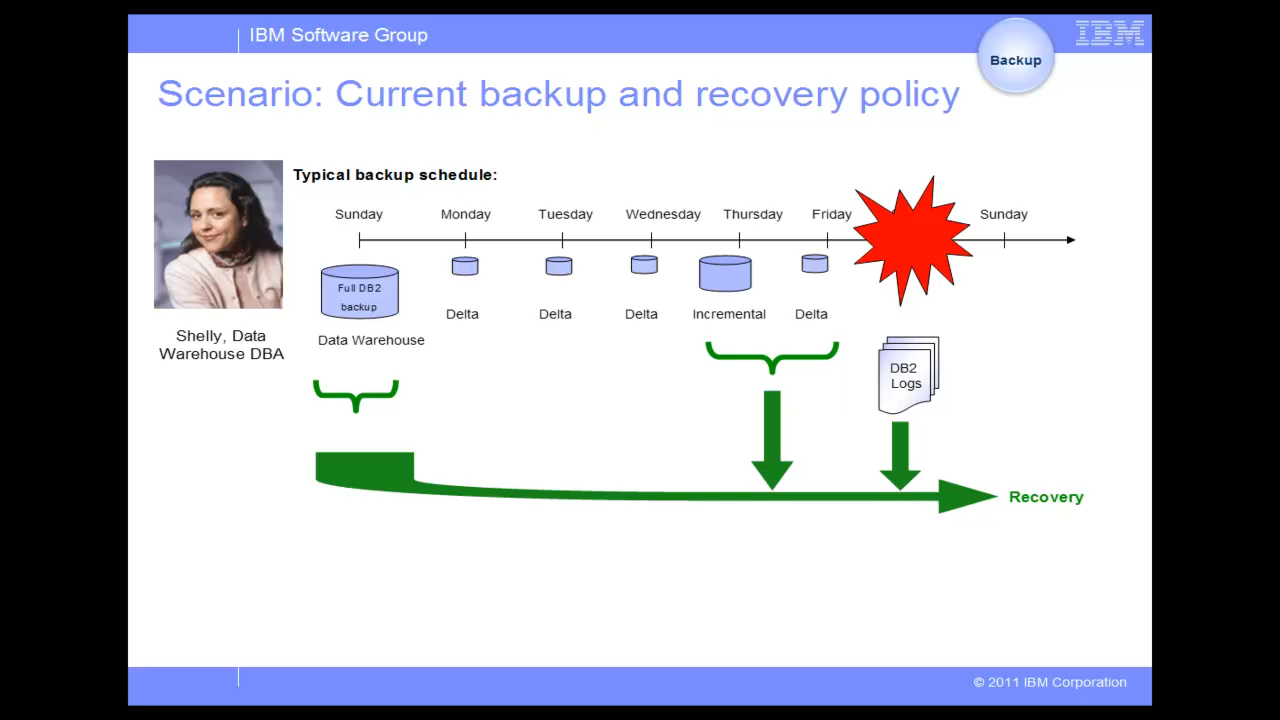 IBM Software Group
IBM
Backup
Scenario: Current backup and recovery policy
Typical backup schedule:
Sunday Monday Tuesday Wednesday Thursday Friday Sunday
Full DB2
backup
Delta Delta Delta Incremental Delta
Data Warehouse
Shelly, Data
Warehouse DBA
DB2
Logs
Recovery
© 2011 IBM Corporation